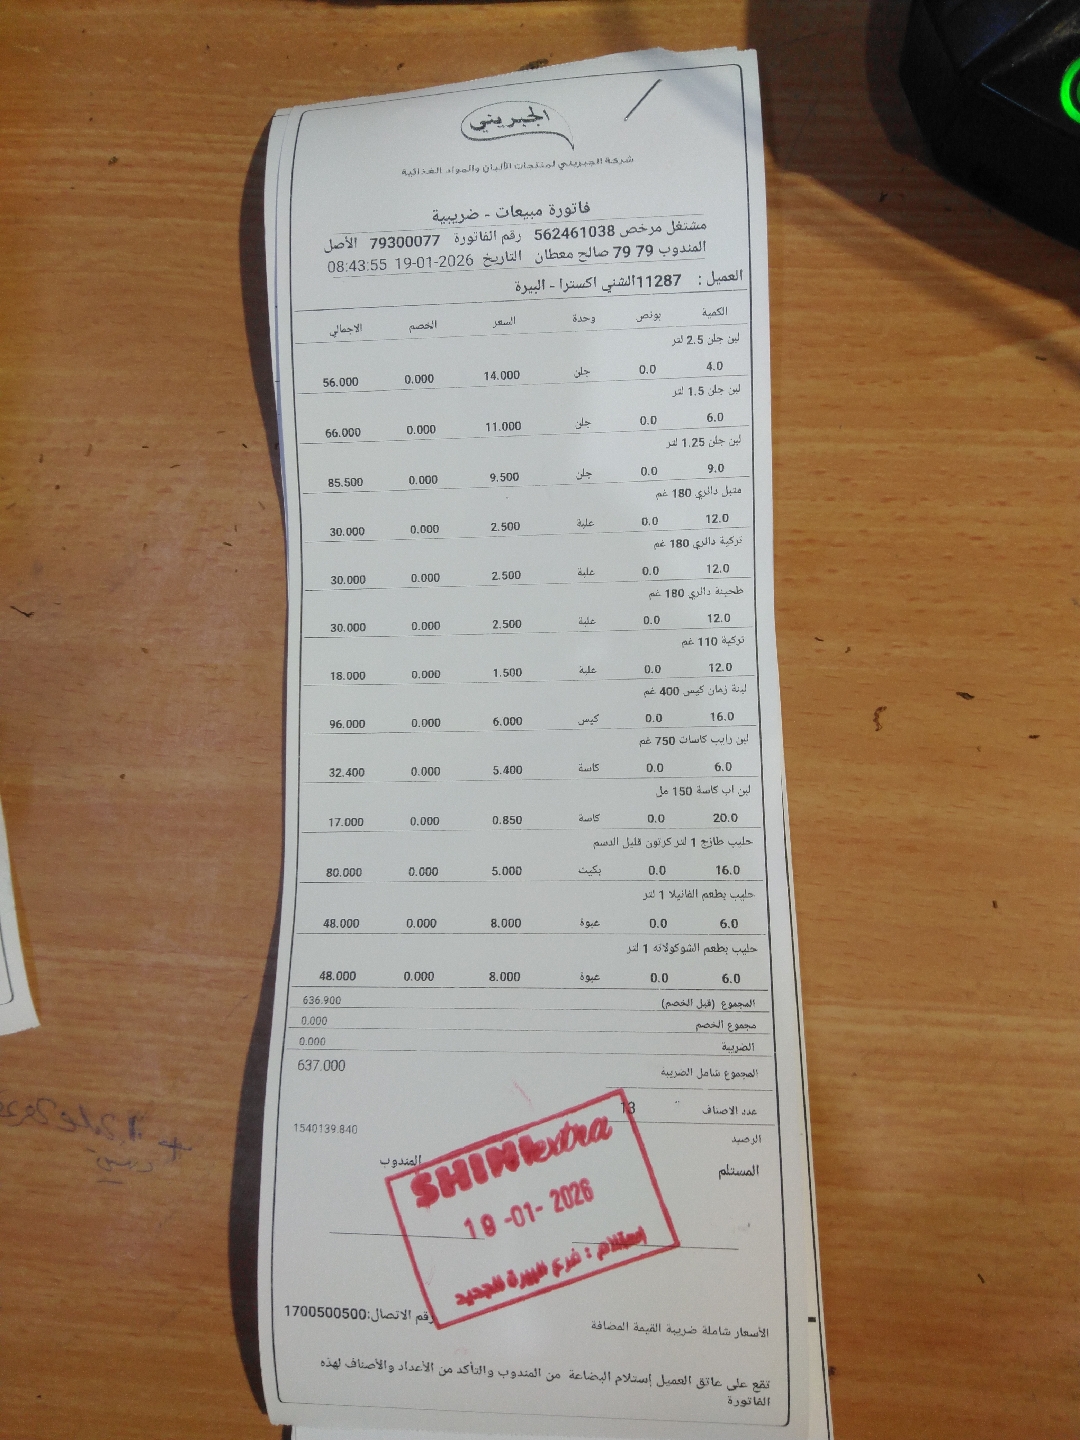 الجبريني
شركة الجبريني لمنتجات الألبان والمواد الغذائية
فاتورة مبيعات - ضريبية
مشتغل مرخص 562461038 رقم الفاتورة 79300077 الأصل
المندوب 79 79 صالح معطان التاريخ 19-01-2026 08:43:55
العميل : 11287الشني اكسترا - البيرة
الكمية بونص وحدة السعر الخصم الاجمالي
لبن جلن 2.5 لتر
4.0 0.0 جلن 14.000 0.000 56.000
لبن جلن 1.5 لتر
6.0 0.0 جلن 11.000 0.000 66.000
لبن جلن 1.25 لتر
9.0 0.0 جلن 9.500 0.000 85.500
متبل دالري 180 غم
12.0 0.0 علبة 2.500 0.000 30.000
تركية دالري 180 غم
12.0 0.0 علبة 2.500 0.000 30.000
طحينة دالري 180 غم
12.0 0.0 علبة 2.500 0.000 30.000
تركية 110 غم
12.0 0.0 علبة 1.500 0.000 18.000
لبنة زمان كيس 400 غم
16.0 0.0 كيس 6.000 0.000 96.000
لبن رايب كاسات 750 غم
6.0 0.0 كاسة 5.400 0.000 32.400
لبن اب كاسة 150 مل
20.0 0.0 كاسة 0.850 0.000 17.000
حليب طازج 1 لتر كرتون قليل الدسم
16.0 0.0 بكيت 5.000 0.000 80.000
حليب بطعم الفانيلا 1 لتر
6.0 0.0 عبوة 8.000 0.000 48.000
حليب بطعم الشوكولاته 1 لتر
6.0 0.0 عبوة 8.000 0.000 48.000
المجموع (قبل الخصم) 636.900
مجموع الخصم 0.000
الضريبة 0.000
المجموع شامل الضريبة 637.000
عدد الاصناف 13
الرصيد 1540139.840
المستلم المندوب
SHINI extra
19 -01- 2026
إستلام : فرع البيرة الجديد
رقم الاتصال:1700500500
الأسعار شاملة ضريبة القيمة المضافة
تقع على عاتق العميل إستلام البضاعة من المندوب والتأكد من الأعداد والأصناف لهذه
الفاتورة